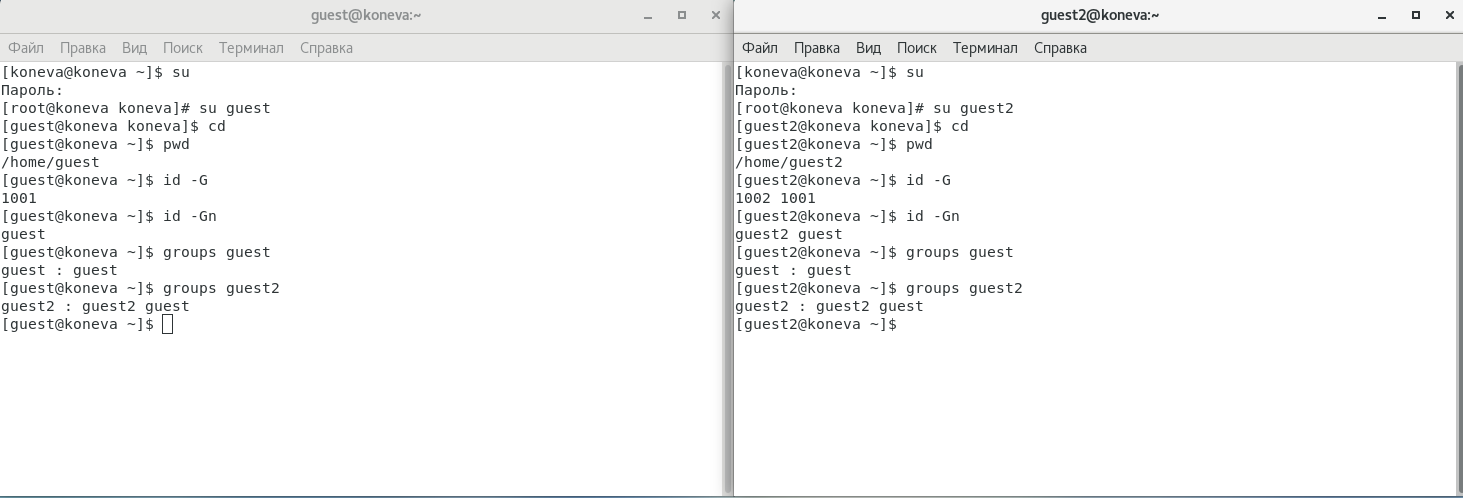 guest@koneva:~
Файл Правка Вид Поиск Терминал Справка
[koneva@koneva ~]$ su
Пароль:
[root@koneva koneva]# su guest
[guest@koneva koneva]$ cd
[guest@koneva ~]$ pwd
/home/guest
[guest@koneva ~]$ id -G
1001
[guest@koneva ~]$ id -Gn
guest
[guest@koneva ~]$ groups guest
guest : guest
[guest@koneva ~]$ groups guest2
guest2 : guest2 guest
[guest@koneva ~]$
guest2@koneva:~
Файл Правка Вид Поиск Терминал Справка
[koneva@koneva ~]$ su
Пароль:
[root@koneva koneva]# su guest2
[guest2@koneva koneva]$ cd
[guest2@koneva ~]$ pwd
/home/guest2
[guest2@koneva ~]$ id -G
1002 1001
[guest2@koneva ~]$ id -Gn
guest2 guest
[guest2@koneva ~]$ groups guest
guest : guest
[guest2@koneva ~]$ groups guest2
guest2 : guest2 guest
[guest2@koneva ~]$